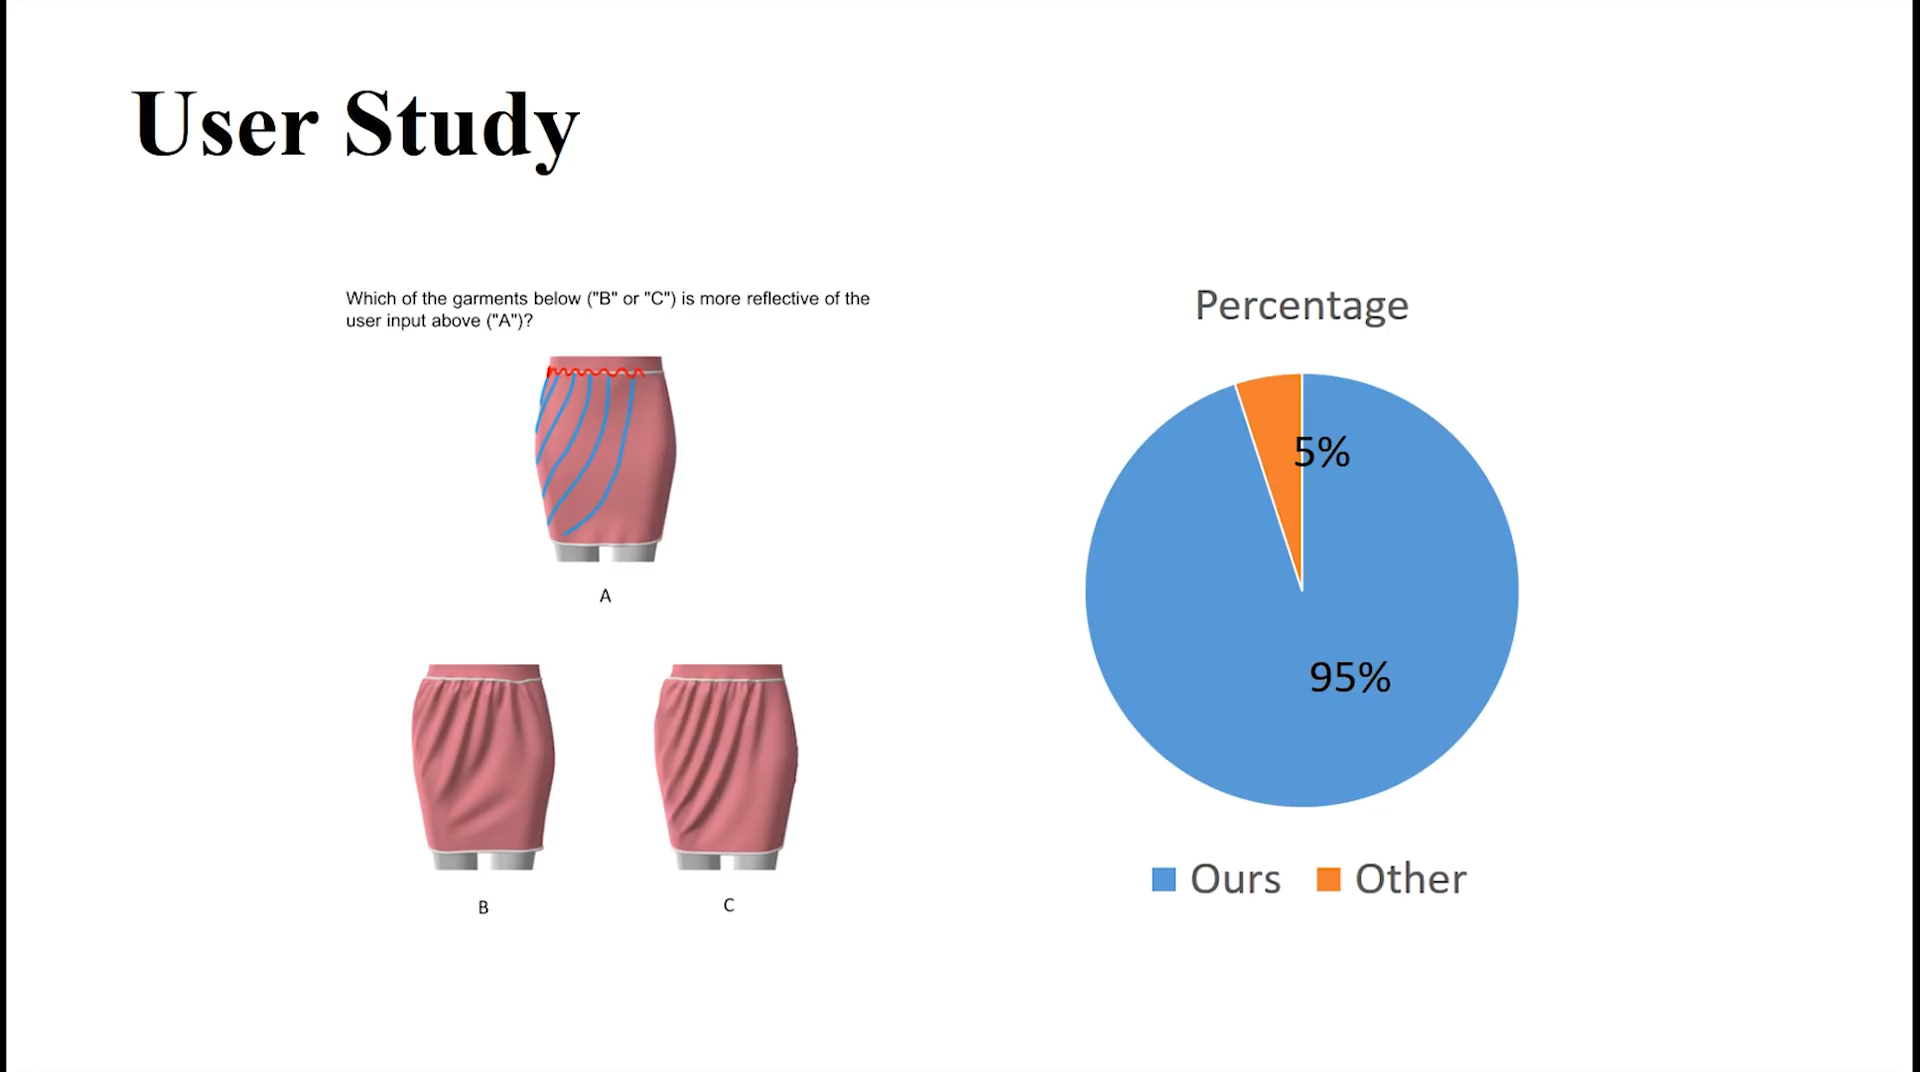 User Study
Which of the garments below ("B" or "C") is more reflective of the
user input above ("A")?
A
B
C
Percentage
5%
95%
Ours
Other